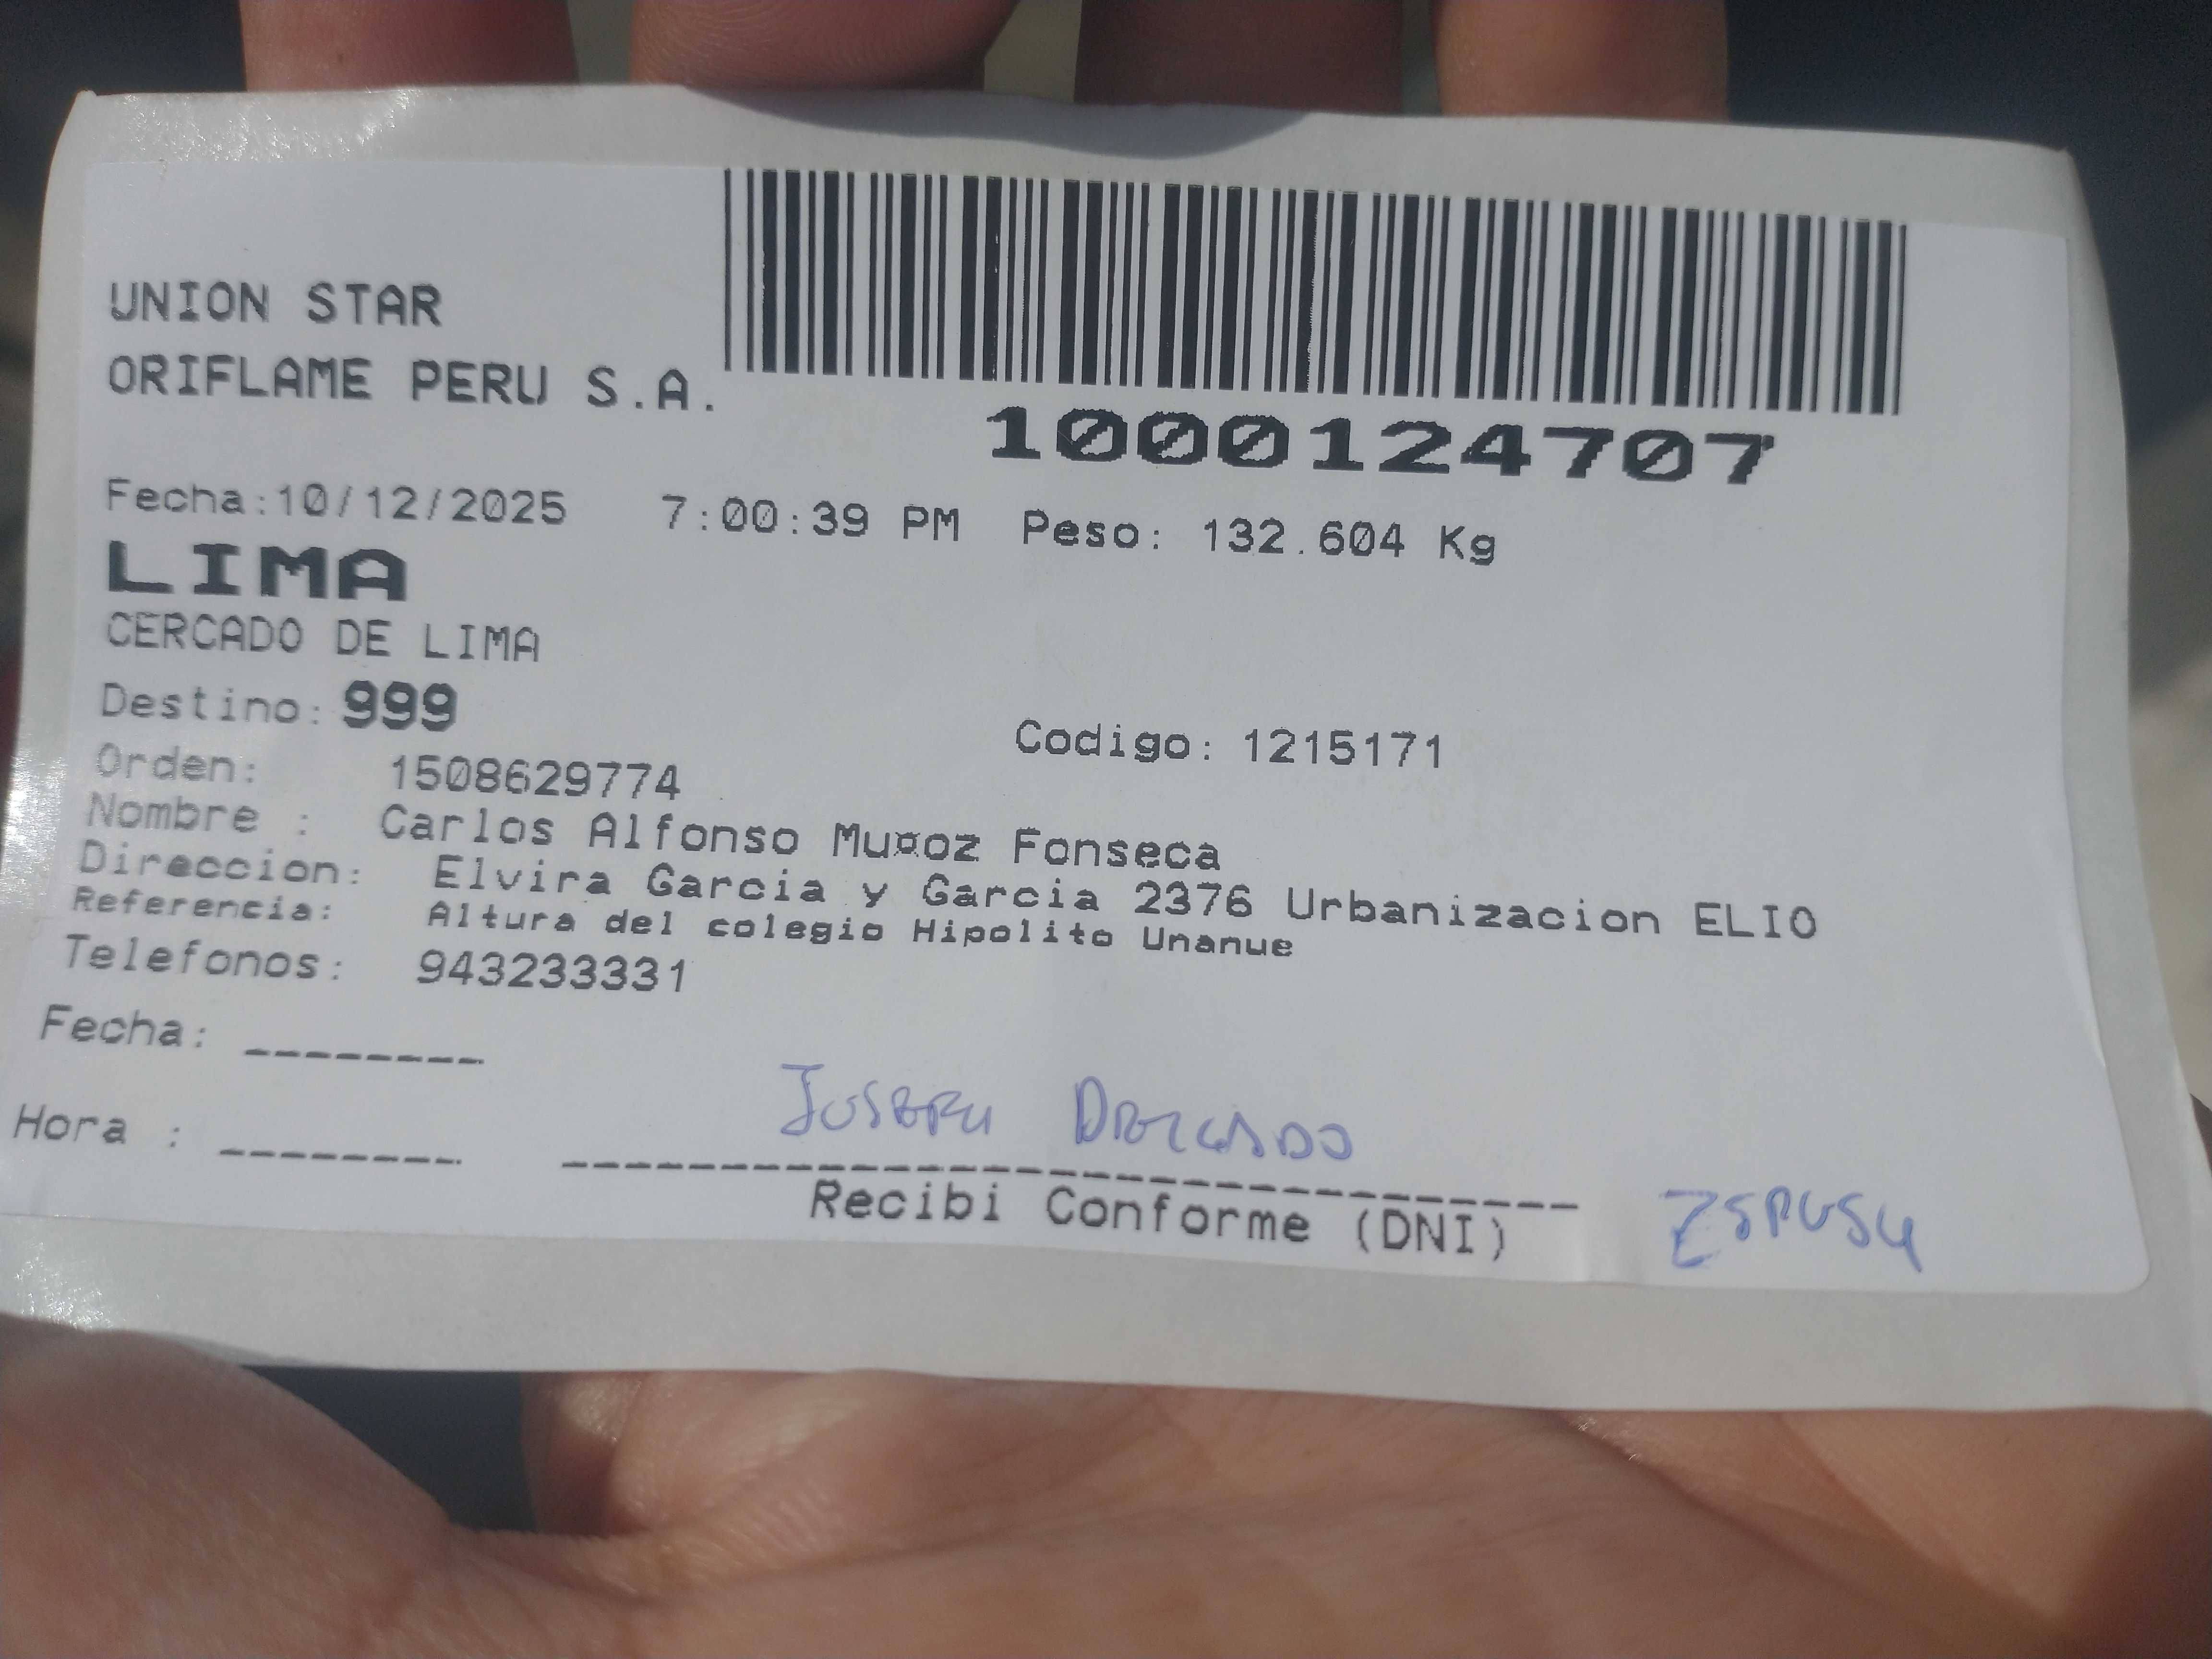 UNION STAR
ORIFLAME PERU S.A.
1000124707
Fecha:10/12/2025 7:00:39 PM Peso: 132.604 Kg
LIMA
CERCADO DE LIMA
Destino: 999
Codigo: 1215171
Orden: 1508629774
Nombre : Carlos Alfonso Mu¤oz Fonseca
Direccion: Elvira Garcia y Garcia 2376 Urbanizacion ELIO
Referencia: Altura del colegio Hipolito Unanue
Telefonos: 943233331
Fecha: ________
Hora : ________
Recibi Conforme (DNI)